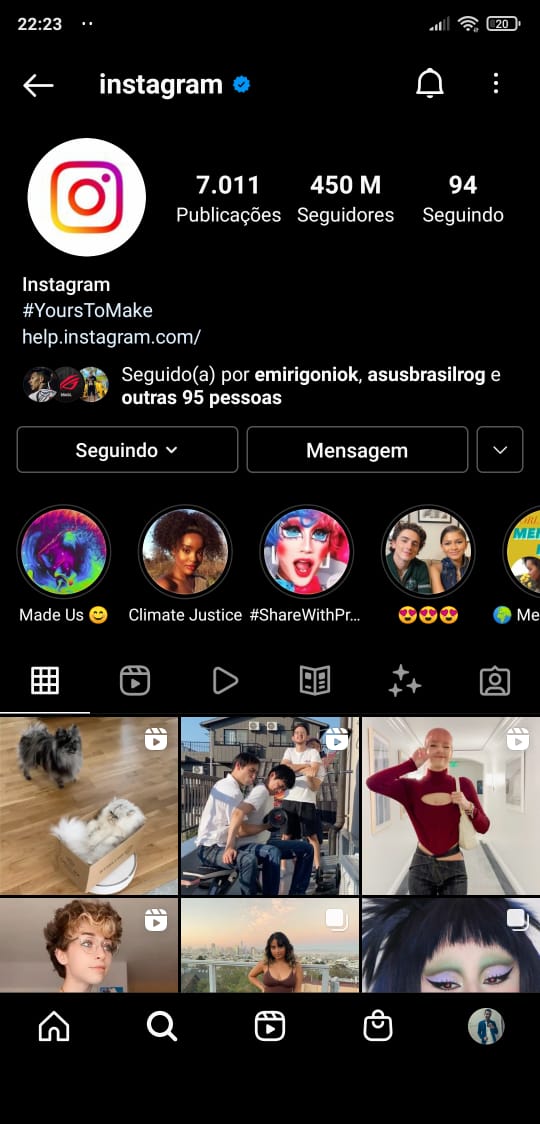 22:23
20
instagram
7.011
450 M
94
Publicações
Seguidores
Seguindo
Instagram
#YoursToMake
help.instagram.com/
Seguido(a) por emirigoniok, asusbrasilrog e
outras 95 pessoas
Seguindo
Mensagem
Made Us 😊
Climate Justice
#ShareWithPr...
😍😍😍
🌍 Me